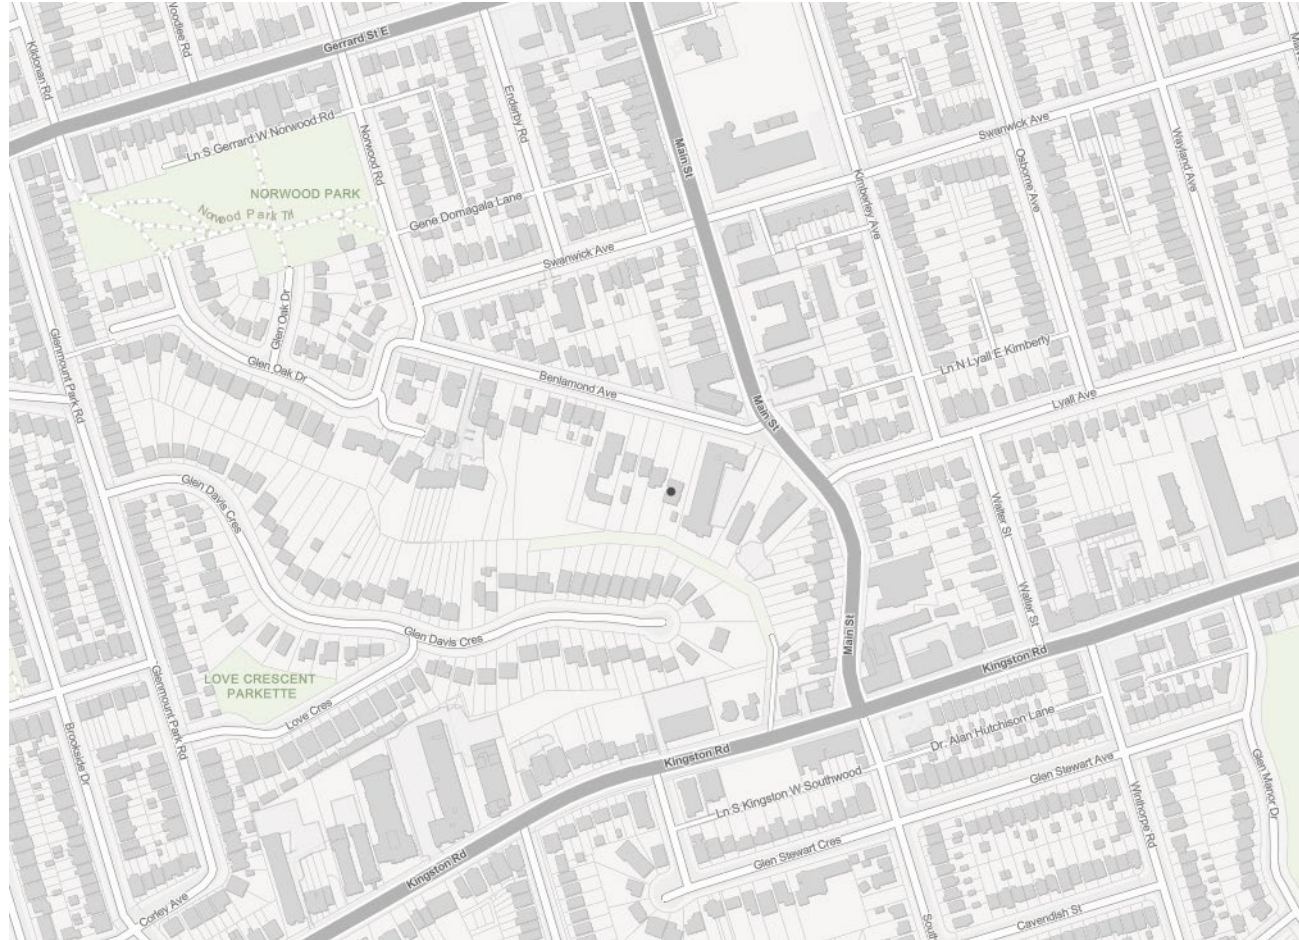 Kildonan Rd
Woodlee Rd
Gerrard St E
Enderby Rd
Ln S Gerrard W Norwood Rd
Norwood Rd
Main St
Swanwick Ave
Osborne Ave
Wayland Ave
NORWOOD PARK
Norwood Park Trl
Gene Domagala Lane
Kimberley Ave
Swanwick Ave
Glen Oak Dr
Glenmount Park Rd
Glen Oak Dr
Benlamond Ave
Ln N Lyall E Kimberly
Main St
Lyall Ave
Glen Davis Cres
Walter St
Walter St
Glen Davis Cres
Main St
Kingston Rd
LOVE CRESCENT
PARKETTE
Glenmount Park Rd
Love Cres
Brookside Dr
Kingston Rd
Dr. Alan Hutchison Lane
Glen Stewart Ave
Glen Manor Dr
Ln S Kingston W Southwood
Winthorpe Rd
Glen Stewart Cres
Kingston Rd
Corley Ave
Cavendish St